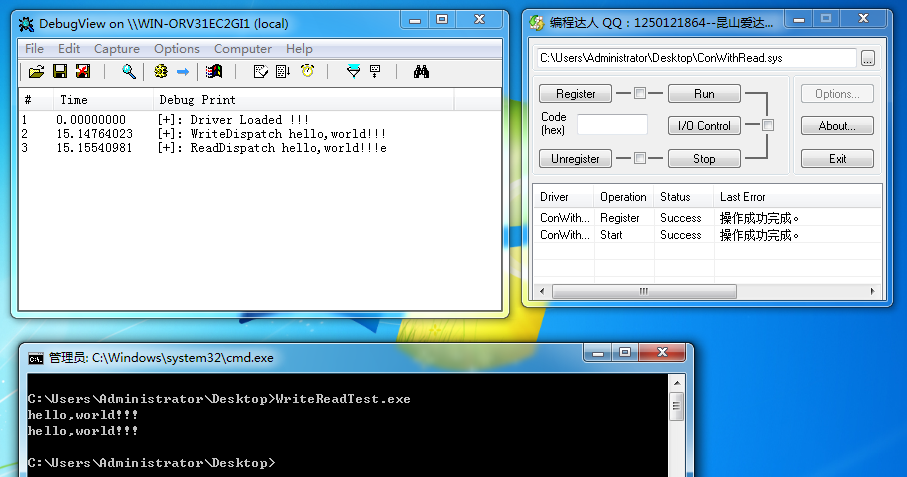 DebugView on \\WIN-ORV31EC2GI1 (local)
File Edit Capture Options Computer Help
# Time Debug Print
1 0.00000000 [+]: Driver Loaded !!!
2 15.14764023 [+]: WriteDispatch hello,world!!!
3 15.15540981 [+]: ReadDispatch hello,world!!!e
编程达人 QQ：1250121864--昆山爱达...
C:\Users\Administrator\Desktop\ConWithRead.sys ...
Register Run Options...
Code
(hex)
I/O Control About...
Unregister Stop Exit
Driver Operation Status Last Error
ConWith... Register Success 操作成功完成。
ConWith... Start Success 操作成功完成。
管理员: C:\Windows\system32\cmd.exe
C:\Users\Administrator\Desktop>WriteReadTest.exe
hello,world!!!
hello,world!!!
C:\Users\Administrator\Desktop>